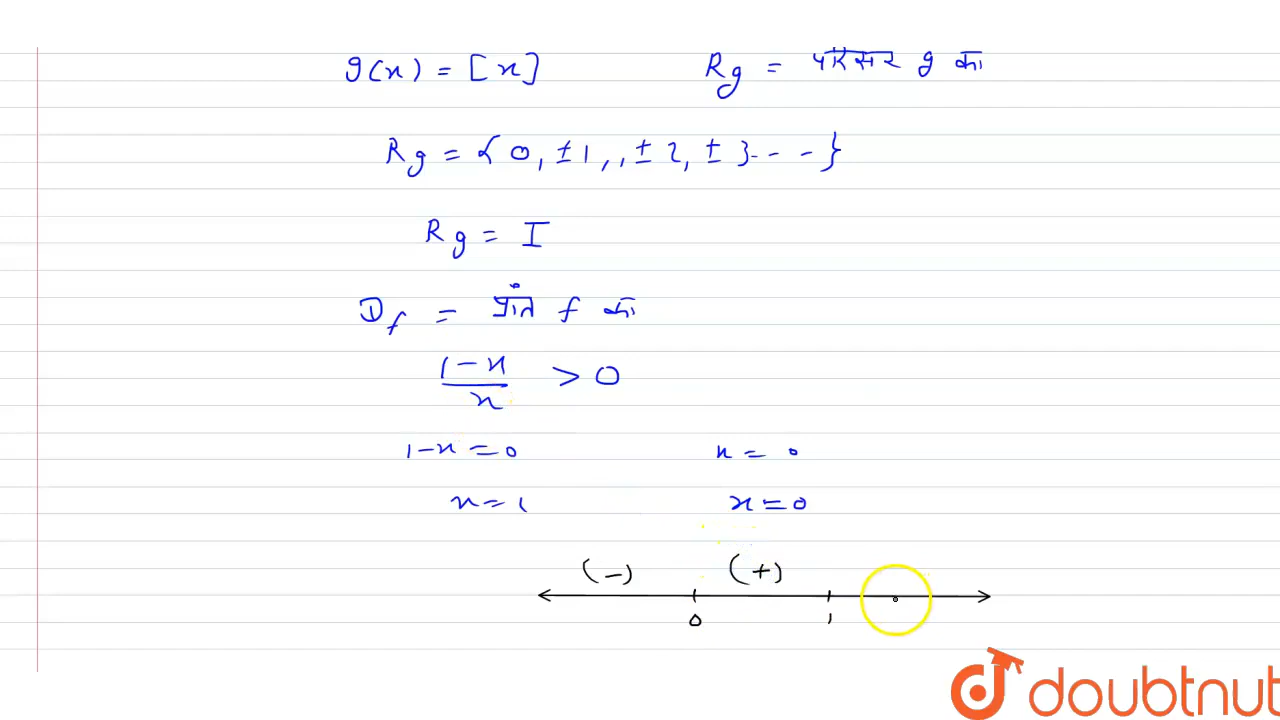 g(x) = [x] Rg = परिसर g का
Rg = { 0, ±1, , ±2, ±3 - - - }
Rg = I
Df = प्रांत f का
(1-x)/x > 0
1-x = 0 x = 0
x = 1 x = 0
(-) (+)
0 1
doubtnut